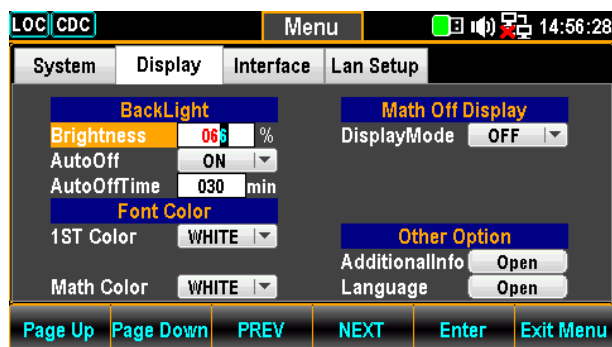 LOC CDC Menu 14:56:28
System Display Interface Lan Setup
BackLight
Brightness 066 %
AutoOff ON
AutoOffTime 030 min
Font Color
1ST Color WHITE
Math Color WHITE
Math Off Display
DisplayMode OFF
Other Option
AdditionalInfo Open
Language Open
Page Up Page Down PREV NEXT Enter Exit Menu